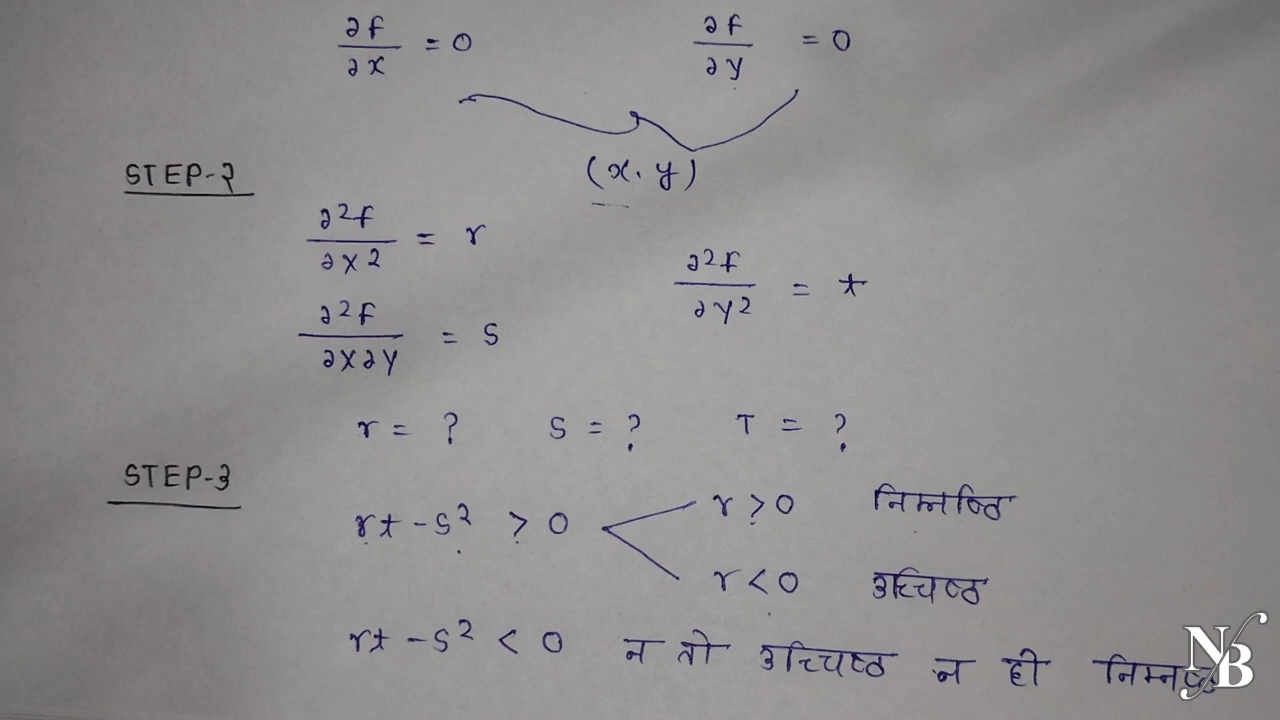 ∂f/∂x = 0 ∂f/∂y = 0
(x, y)
STEP-2
∂²f/∂x² = r
∂²f/∂y² = t
∂²f/∂x∂y = s
r = ? s = ? T = ?
STEP-3
rt - s² > 0 r > 0 निम्नष्ठि
r < 0 उच्चिष्ठ
rt - s² < 0 न तो उच्चिष्ठ न ही
NB